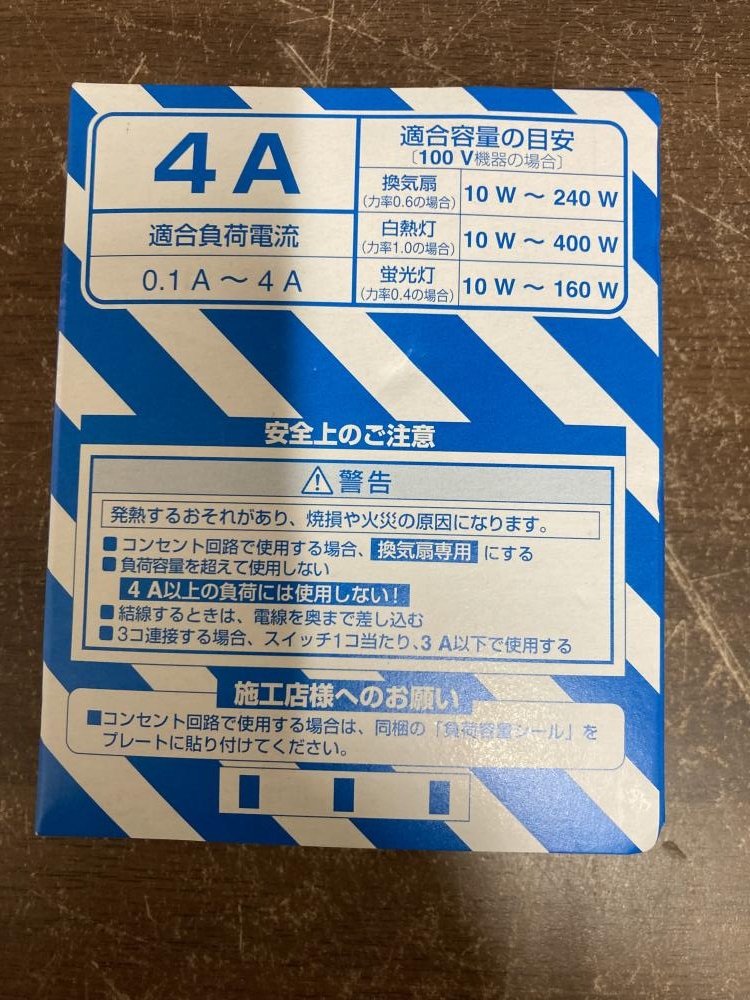 4A
適合負荷電流
0.1 A～4 A
適合容量の目安
〔100 V機器の場合〕
換気扇
(力率0.6の場合)
10 W ～ 240 W
白熱灯
(力率1.0の場合)
10 W ～ 400 W
蛍光灯
(力率0.4の場合)
10 W ～ 160 W
安全上のご注意
⚠警告
発熱するおそれがあり、焼損や火災の原因になります。
■コンセント回路で使用する場合、換気扇専用にする
■負荷容量を超えて使用しない
4 A以上の負荷には使用しない!
■結線するときは、電線を奥まで差し込む
■3コ連接する場合、スイッチ1コ当たり、3 A以下で使用する
施工店様へのお願い
■コンセント回路で使用する場合は、同梱の「負荷容量シール」を
プレートに貼り付けてください。